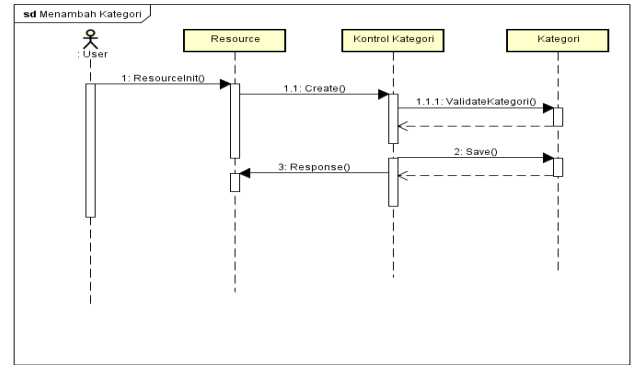 sd Menambah Kategori
: User
Resource
Kontrol Kategori
Kategori
1: ResourceInit()
1.1: Create()
1.1.1: ValidateKategori()
2: Save()
3: Response()